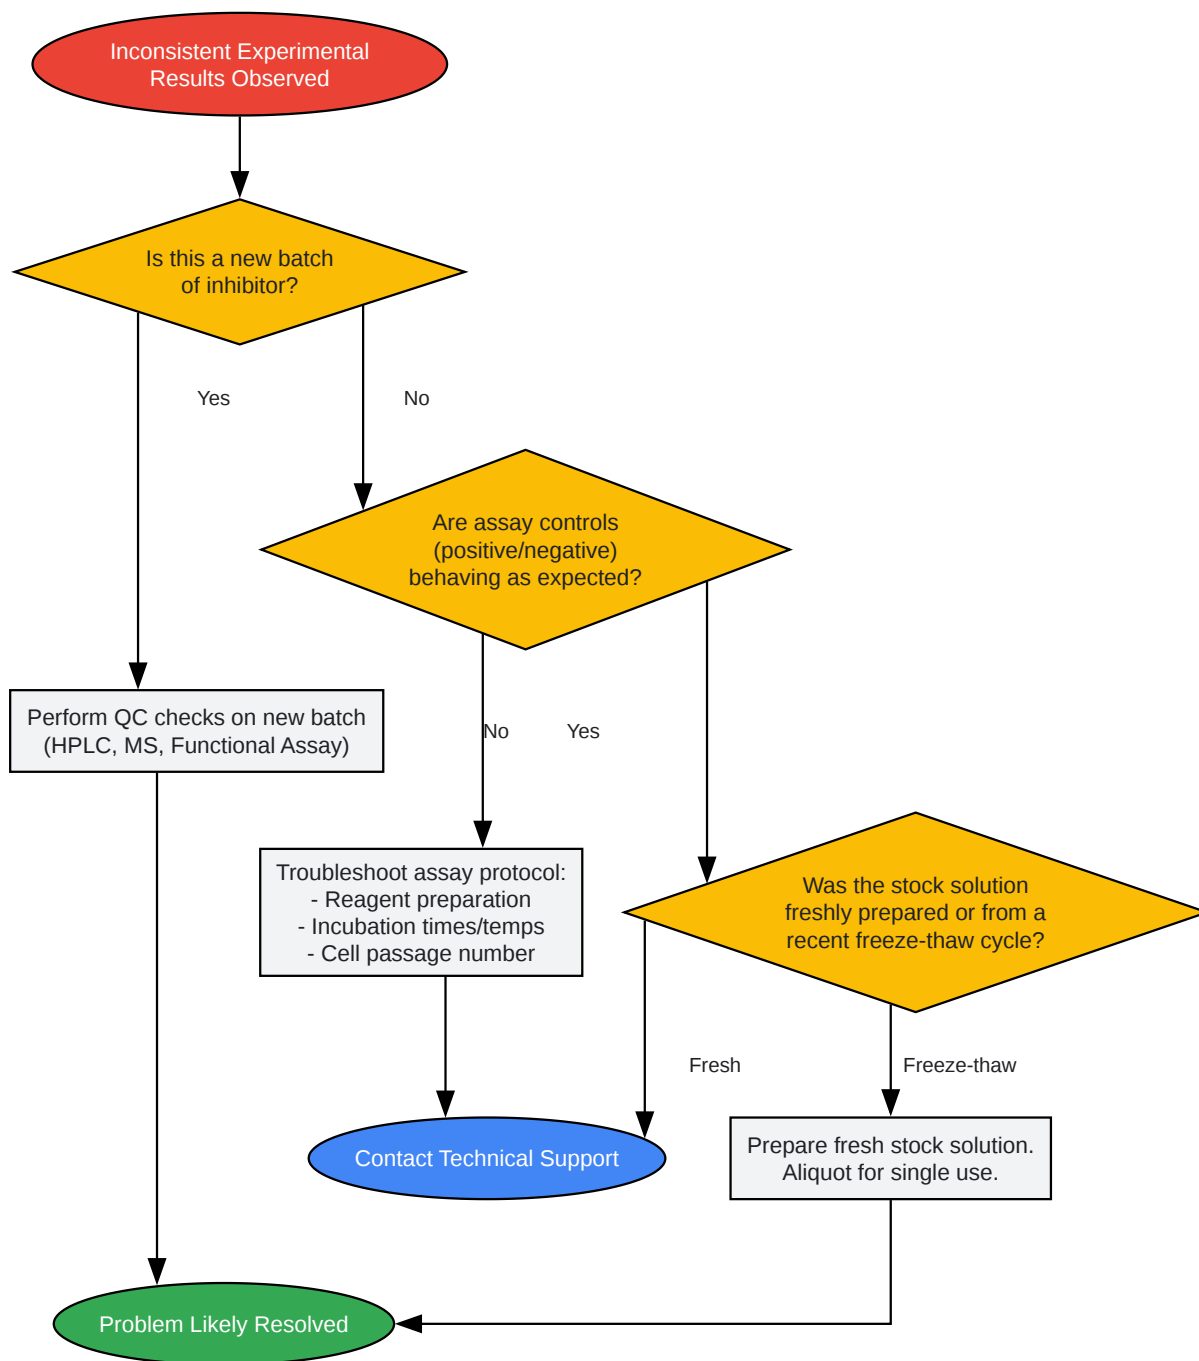 Inconsistent Experimental
Results Observed
Is this a new batch
of inhibitor?
Yes
No
Are assay controls
(positive/negative)
behaving as expected?
Perform QC checks on new batch
(HPLC, MS, Functional Assay)
No
Yes
Troubleshoot assay protocol:
- Reagent preparation
- Incubation times/temps
- Cell passage number
Was the stock solution
freshly prepared or from a
recent freeze-thaw cycle?
Fresh
Freeze-thaw
Contact Technical Support
Prepare fresh stock solution.
Aliquot for single use.
Problem Likely Resolved